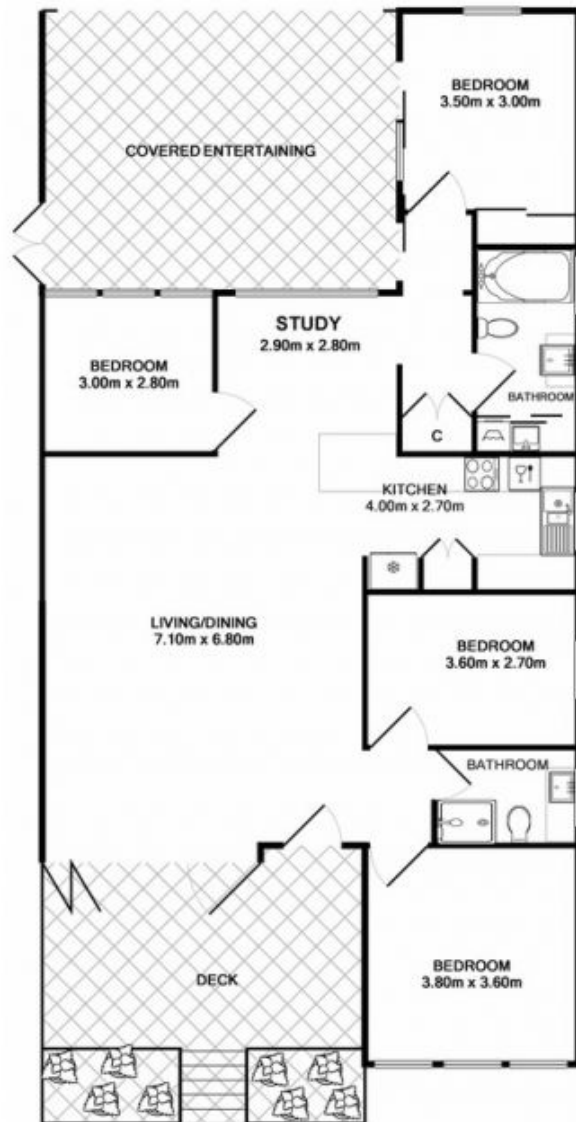 BEDROOM
3.50m x 3.00m
COVERED ENTERTAINING
STUDY
2.90m x 2.80m
BEDROOM
3.00m x 2.80m
BATHROOM
C
KITCHEN
4.00m x 2.70m
LIVING/DINING
7.10m x 6.80m
BEDROOM
3.60m x 2.70m
BATHROOM
BEDROOM
3.80m x 3.60m
DECK